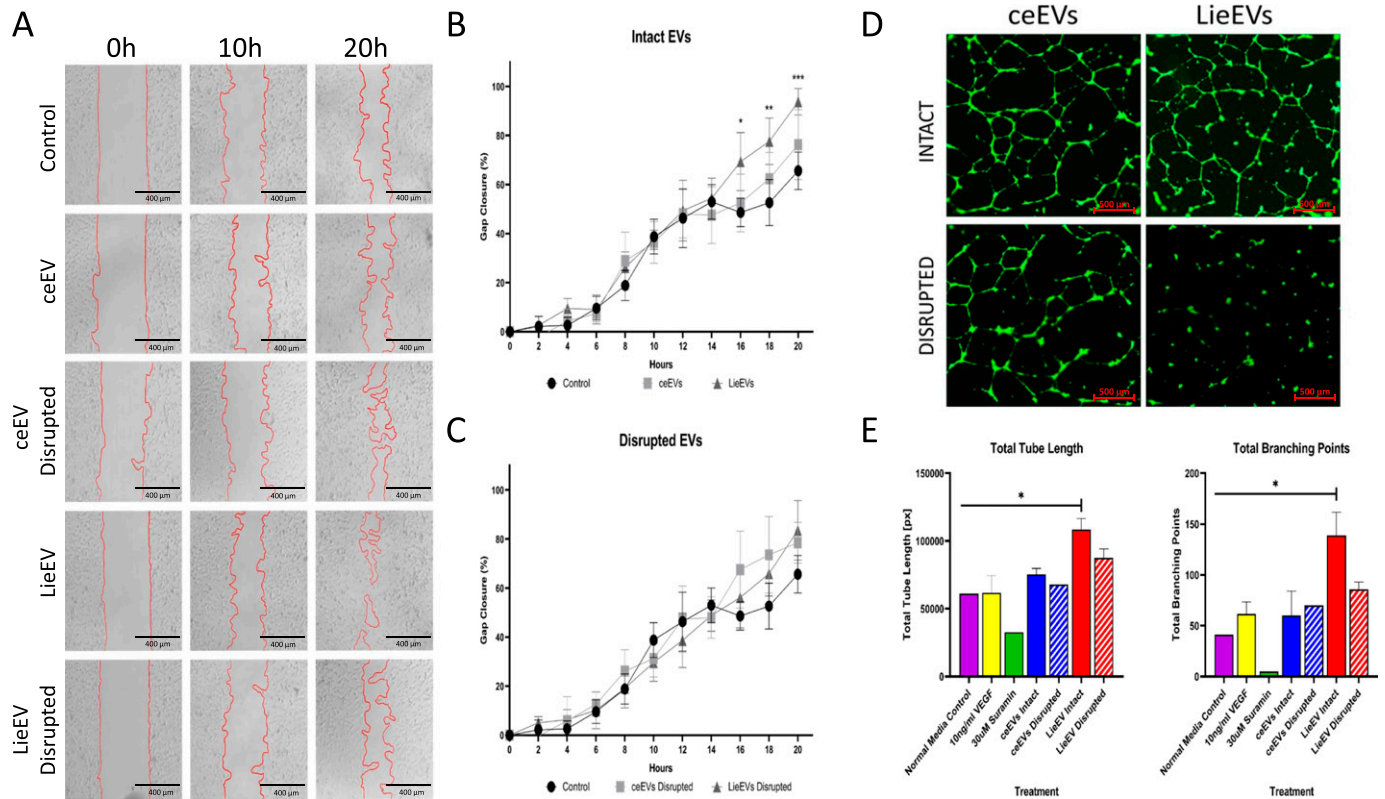 A
0h
10h
20h
Control
400 µm
400 µm
400 µm
ceEV
400 µm
400 µm
400 µm
ceEV
Disrupted
400 µm
400 µm
400 µm
LieEV
400 µm
400 µm
400 µm
LieEV
Disrupted
400 µm
400 µm
400 µm
B
Intact EVs
Gap Closure (%)
100
80
60
40
20
0
*
**
***
0 2 4 6 8 10 12 14 16 18 20
Hours
Control ceEVs LieEVs
C
Disrupted EVs
Gap Closure (%)
100
80
60
40
20
0
0 2 4 6 8 10 12 14 16 18 20
Hours
Control ceEVs Disrupted LieEVs Disrupted
D
ceEVs LieEVs
INTACT
500 µm
500 µm
DISRUPTED
500 µm
500 µm
E
Total Tube Length
Total Tube Length [px]
150000
100000
50000
0
*
Normal Media Control
10ng/ml VEGF
30uM Suramin
ceEVs Intact
ceEVs Disrupted
LieEV Intact
LieEV Disrupted
Treatment
Total Branching Points
Total Branching Points
200
150
100
50
0
*
Normal Media Control
10ng/ml VEGF
30uM Suramin
ceEVs Intact
ceEVs Disrupted
LieEV Intact
LieEV Disrupted
Treatment